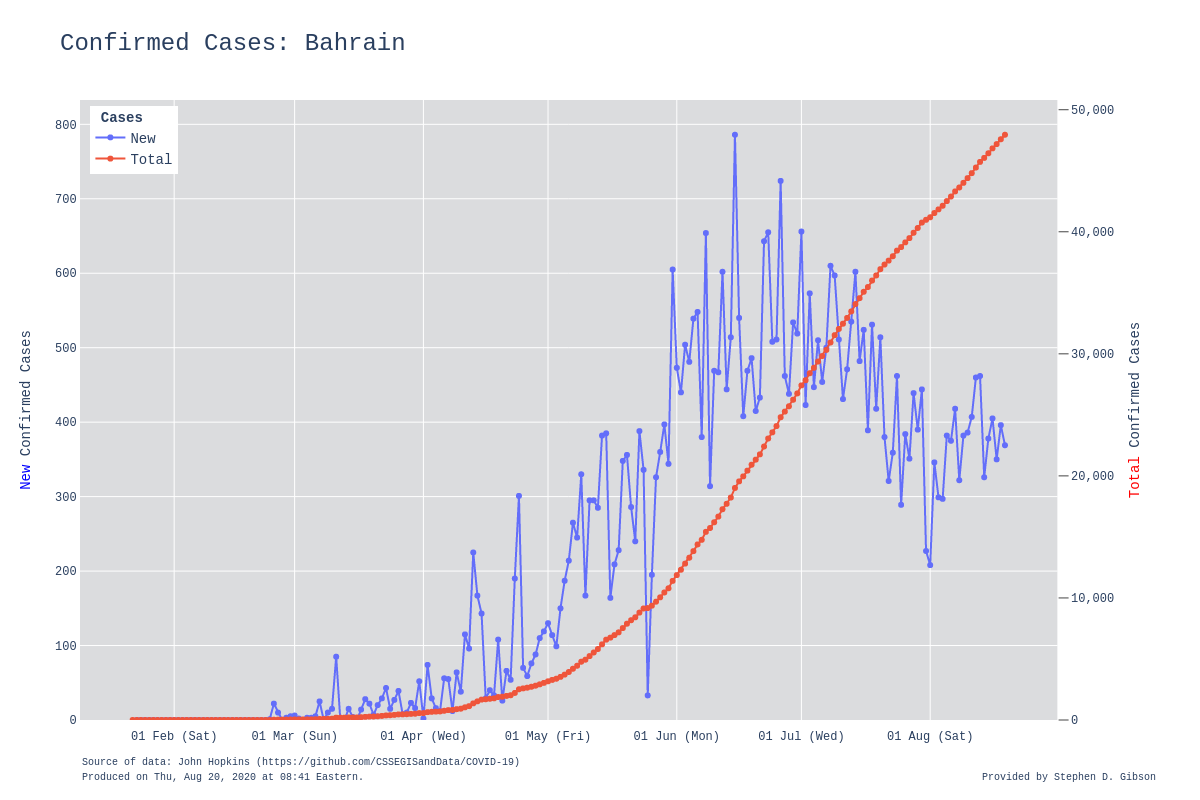 Confirmed Cases: Bahrain
Cases
New
Total
800
700
600
500
400
300
200
100
0
50,000
40,000
30,000
20,000
10,000
0
New Confirmed Cases
Total Confirmed Cases
01 Feb (Sat)
01 Mar (Sun)
01 Apr (Wed)
01 May (Fri)
01 Jun (Mon)
01 Jul (Wed)
01 Aug (Sat)
Source of data: John Hopkins (https://github.com/CSSEGISandData/COVID-19)
Produced on Thu, Aug 20, 2020 at 08:41 Eastern.
Provided by Stephen D. Gibson